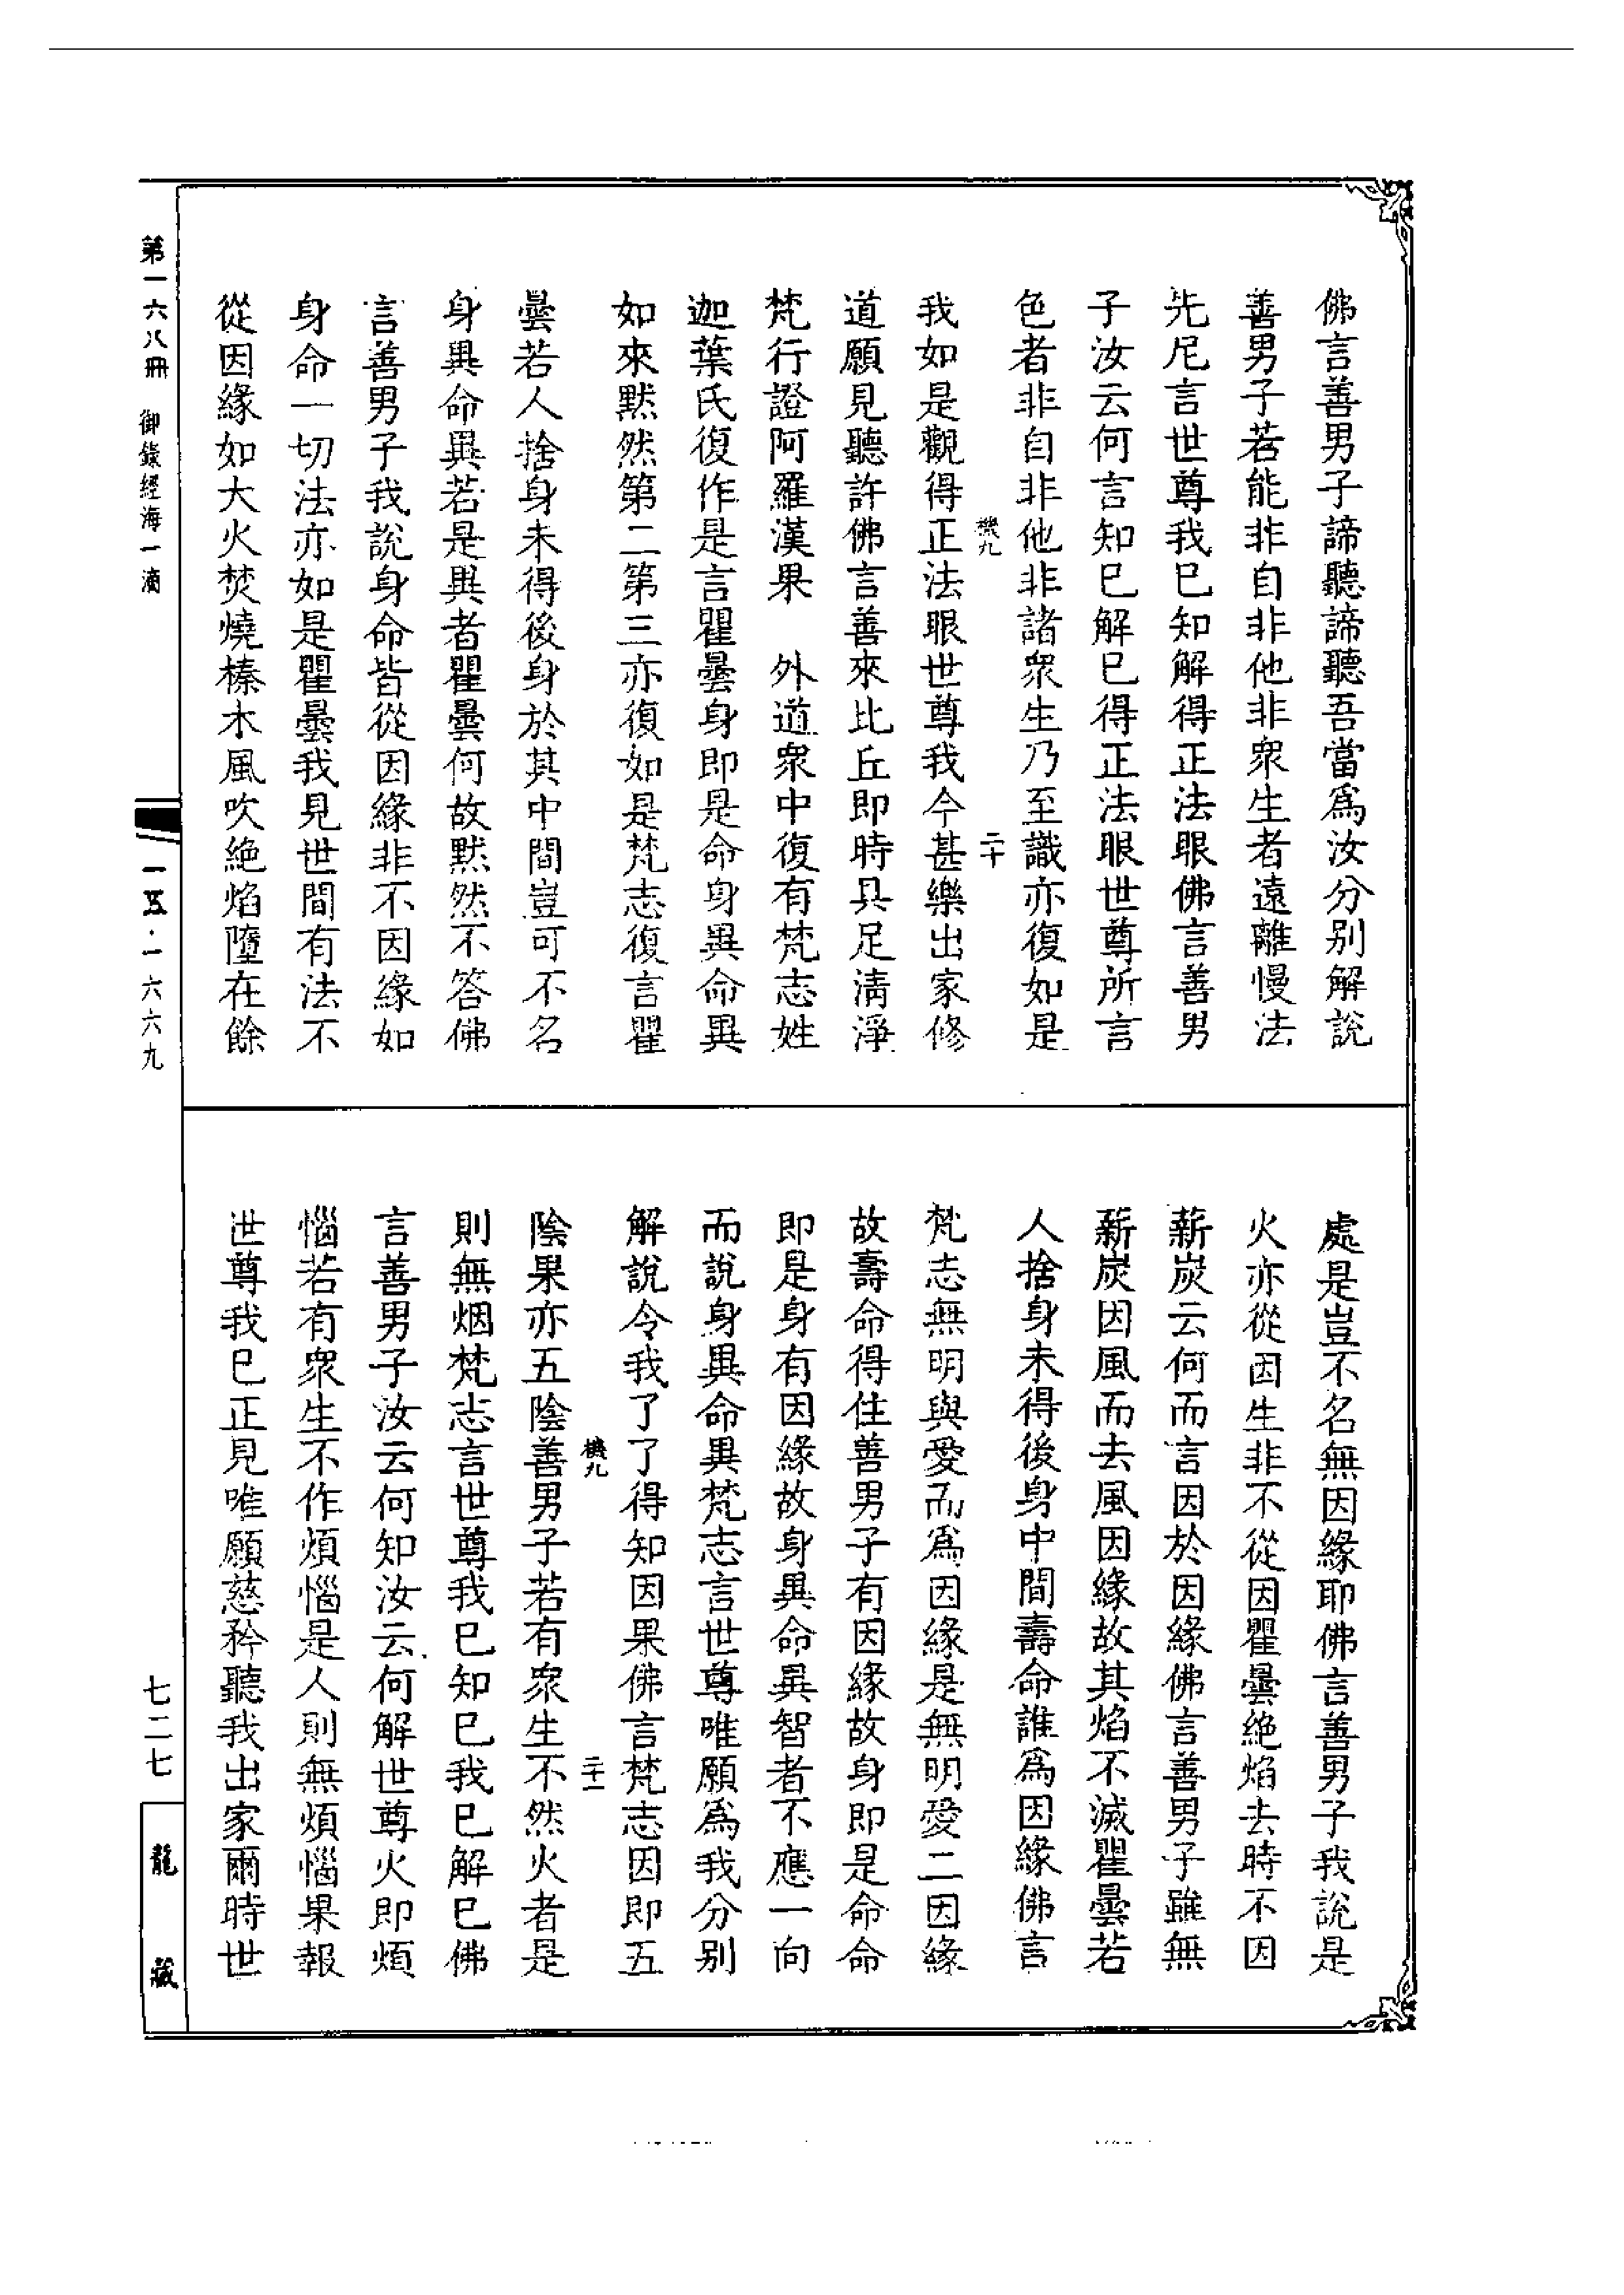 佛言善男子諦聽諦聽吾當爲汝分別解說
善男子若能非自非他非衆生者遠離慢法
先尼言世尊我已知解得正法眼佛言善男
子汝云何言知已解已得正法眼世尊所言
色者非自非他非諸衆生乃至識亦復如是
機九 二十
我如是觀得正法眼世尊我今甚樂出家修
道願見聽許佛言善來比丘即時具足清淨
梵行證阿羅漢果　外道衆中復有梵志姓
迦葉氏復作是言瞿曇身即是命身異命異
如來默然第二第三亦復如是梵志復言瞿
曇若人捨身未得後身於其中間豈可不名
身異命異若是異者瞿曇何故默然不答佛
言善男子我說身命皆從因緣非不因緣如
身命一切法亦如是瞿曇我見世間有法不
從因緣如大火焚燒榛木風吹絶焰墮在餘
處是豈不名無因緣耶佛言善男子我說是
火亦從因生非不從因瞿曇絶焰去時不因
薪炭云何而言因於因緣佛言善男子雖無
薪炭因風而去風因緣故其焰不滅瞿曇若
人捨身未得後身中間壽命誰爲因緣佛言
梵志無明與愛而爲因緣是無明愛二因緣
故壽命得住善男子有因緣故身即是命命
即是身有因緣故身異命異智者不應一向
而說身異命異梵志言世尊唯願爲我分別
解說令我了了得知因果佛言梵志因即五
機九 二十一
陰果亦五陰善男子若有衆生不然火者是
則無烟梵志言世尊我已知已我已解已佛
言善男子汝云何知汝云何解世尊火即煩
惱若有衆生不作煩惱是人則無煩惱果報
世尊我已正見唯願慈矜聽我出家爾時世
第一六八冊　御錄經海一滴
一五·一六六九
七二七
龍藏